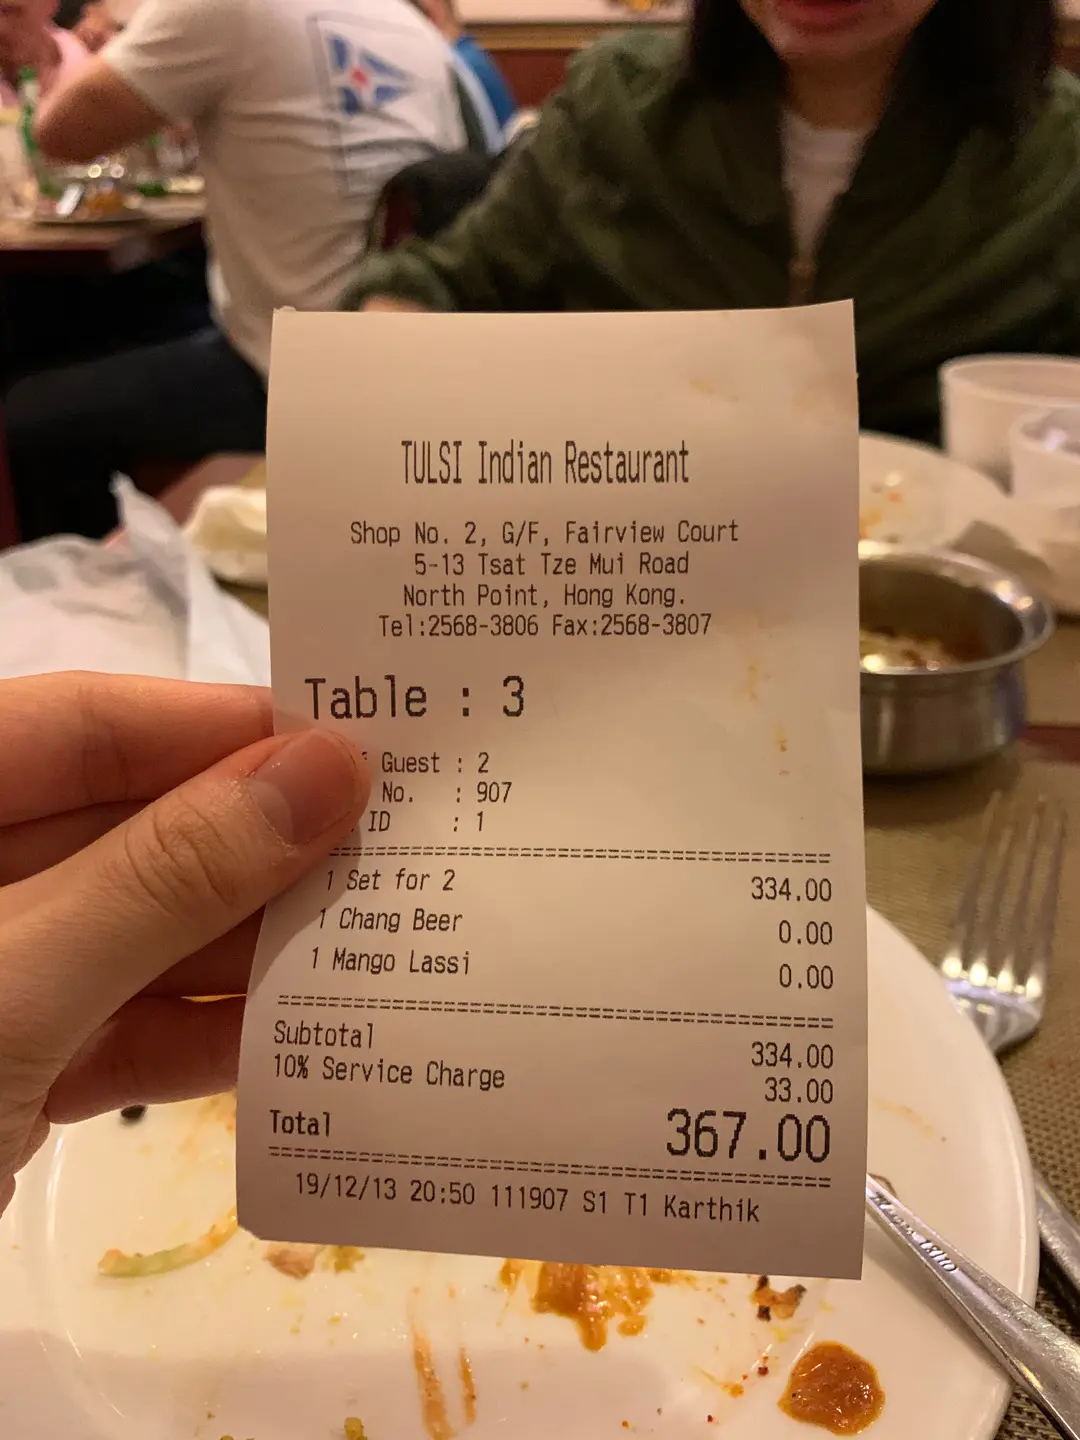 TULSI Indian Restaurant
Shop No. 2, G/F, Fairview Court
5-13 Tsat Tze Mui Road
North Point, Hong Kong.
Tel:2568-3806 Fax:2568-3807
Table : 3
Guest : 2
No. : 907
ID : 1
1 Set for 2 334.00
1 Chang Beer 0.00
1 Mango Lassi 0.00
Subtotal 334.00
10% Service Charge 33.00
Total 367.00
19/12/13 20:50 111907 S1 T1 Karthik